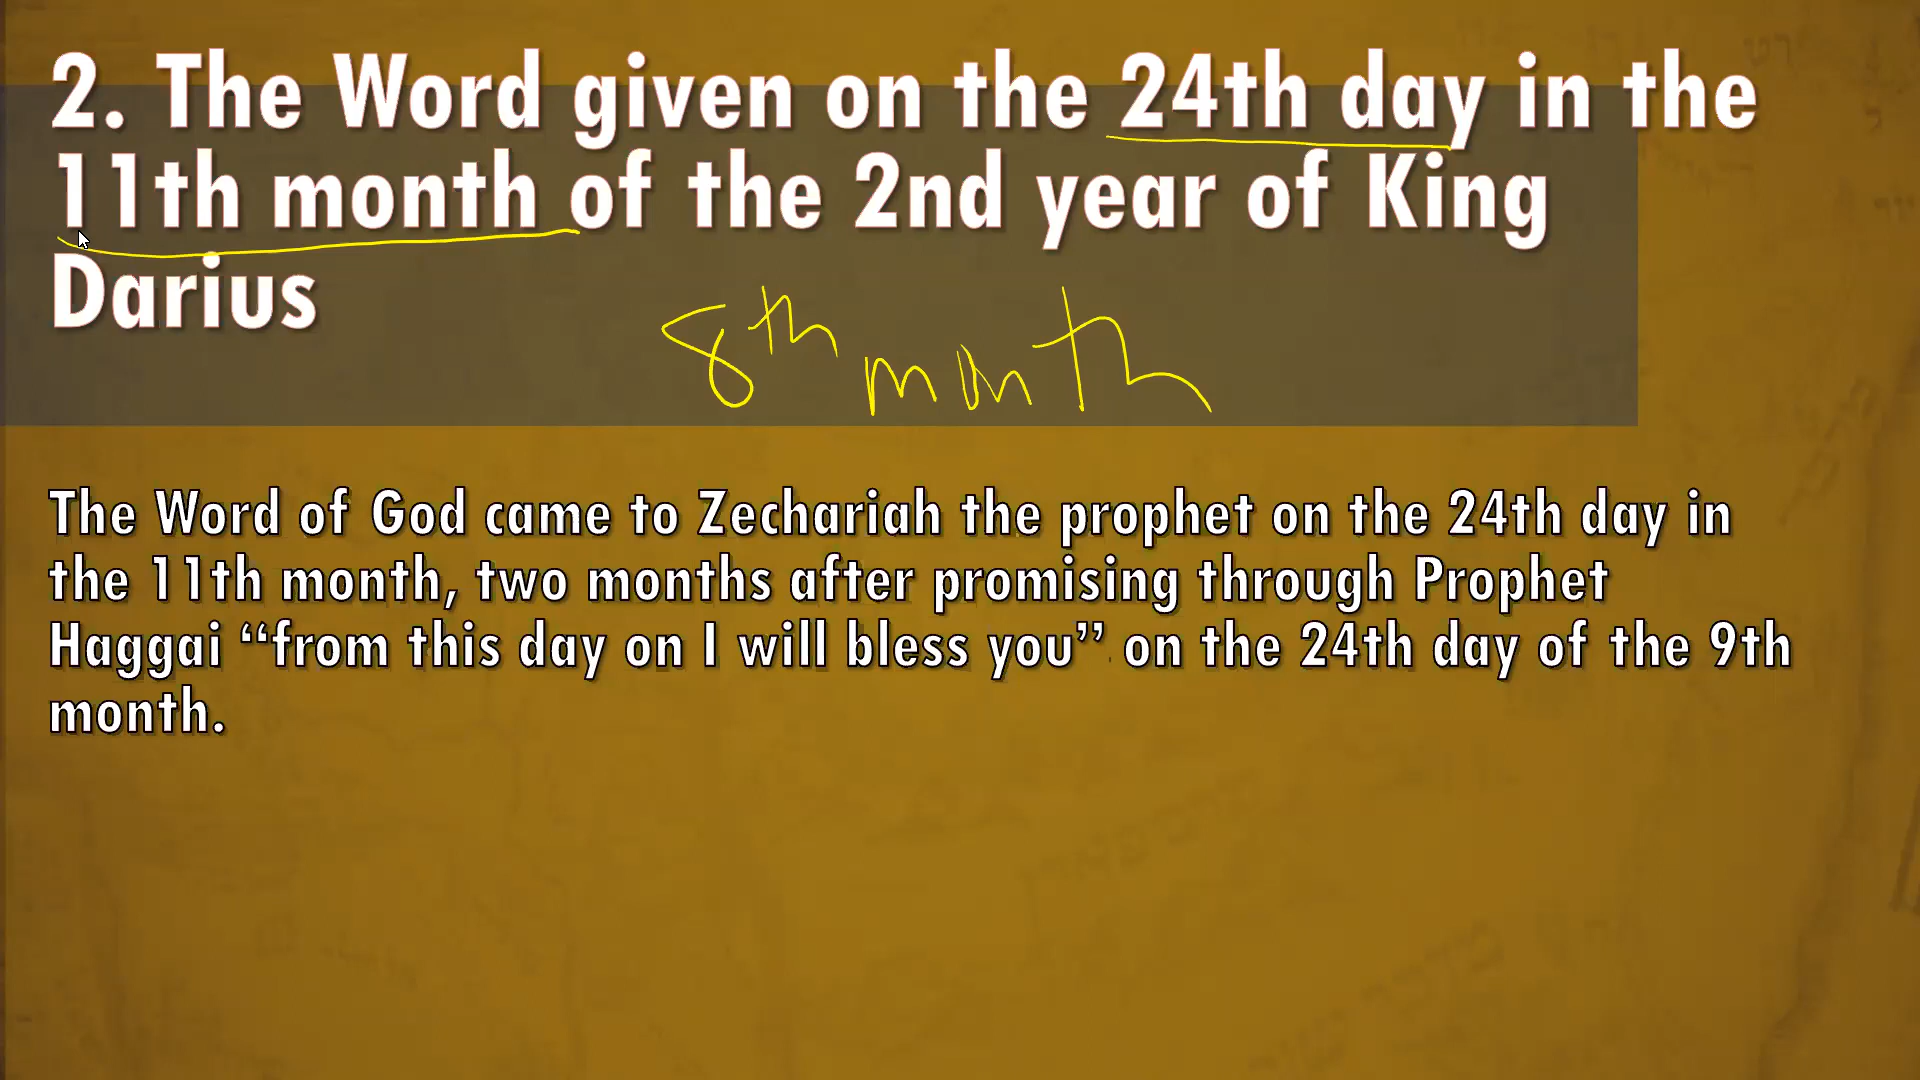 2. The Word given on the 24th day in the
11th month of the 2nd year of King
Darius
8th month
The Word of God came to Zechariah the prophet on the 24th day in
the 11th month, two months after promising through Prophet
Haggai “from this day on I will bless you” on the 24th day of the 9th
month.